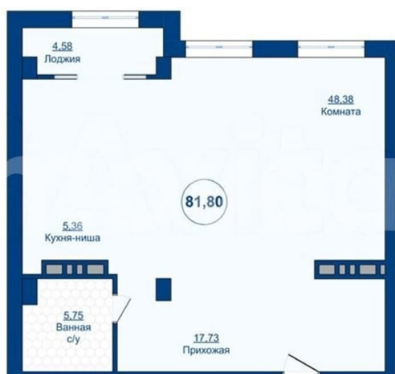 4.58
Лоджия
48.38
Комната
81,80
5.36
Кухня-ниша
5.75
Ванная
с/у
17.73
Прихожая